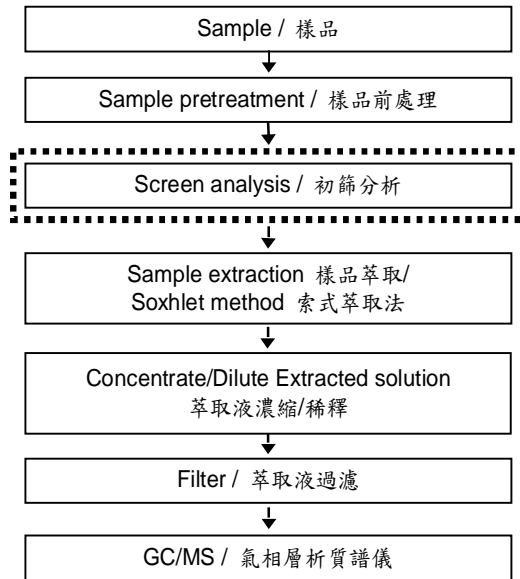 Sample / 樣品
Sample pretreatment / 樣品前處理
Screen analysis / 初篩分析
Sample extraction 樣品萃取/
Soxhlet method 索式萃取法
Concentrate/Dilute Extracted solution
萃取液濃縮/稀釋
Filter / 萃取液過濾
GC/MS / 氣相層析質譜儀